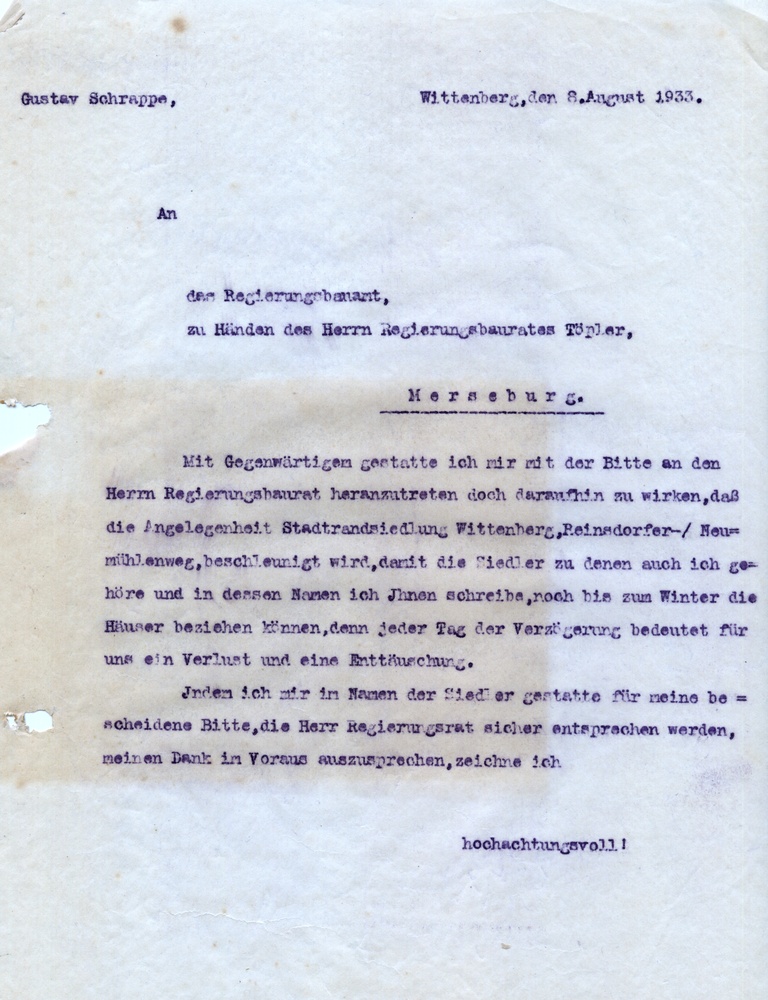 Gustav Schrappe,
Wittenberg,den 8.August 1933.
An
das Regierungsbauamt,
zu Händen des Herrn Regierungsbaurates Töpler,
Merseburg.
Mit Gegenwärtigem gestatte ich mir mit der Bitte an den
Herrn Regierungsbaurat heranzutreten doch daraufhin zu wirken,daß
die Angelegenheit Stadtrandsiedlung Wittenberg,Reinsdorfer-/ Neu=
mühlenweg,beschleunigt wird,damit die Siedler zu denen auch ich ge=
höre und in dessen Namen ich Jhnen schreibe,noch bis zum Winter die
Häuser beziehen können,denn jeder Tag der Verzögerung bedeutet für
uns ein Verlust und eine Enttäuschung.
Jndem ich mir im Namen der Siedler gestatte für meine be =
scheidene Bitte,die Herr Regierungsrat sicher entsprechen werden,
meinen Dank im Voraus auszusprechen,zeichne ich
hochachtungsvoll!